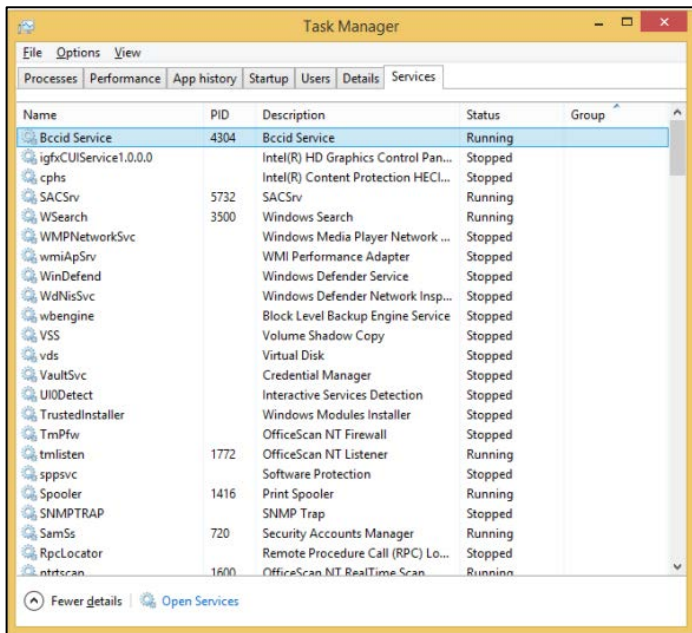 Task Manager
File Options View
Processes Performance App history Startup Users Details Services
Name PID Description Status Group
Bccid Service 4304 Bccid Service Running
igfxCUIService1.0.0.0 Intel(R) HD Graphics Control Pan... Stopped
cphs Intel(R) Content Protection HECI... Stopped
SACSrv 5732 SACSrv Running
WSearch 3500 Windows Search Running
WMPNetworkSvc Windows Media Player Network ... Stopped
wmiApSrv WMI Performance Adapter Stopped
WinDefend Windows Defender Service Stopped
WdNisSvc Windows Defender Network Insp... Stopped
wbengine Block Level Backup Engine Service Stopped
VSS Volume Shadow Copy Stopped
vds Virtual Disk Stopped
VaultSvc Credential Manager Stopped
UI0Detect Interactive Services Detection Stopped
TrustedInstaller Windows Modules Installer Stopped
TmPfw OfficeScan NT Firewall Stopped
tmlisten 1772 OfficeScan NT Listener Running
sppsvc Software Protection Stopped
Spooler 1416 Print Spooler Running
SNMPTRAP SNMP Trap Stopped
SamSs 720 Security Accounts Manager Running
RpcLocator Remote Procedure Call (RPC) Lo... Stopped
ntrtscan 1600 OfficeScan NT RealTime Scan Running
Fewer details Open Services